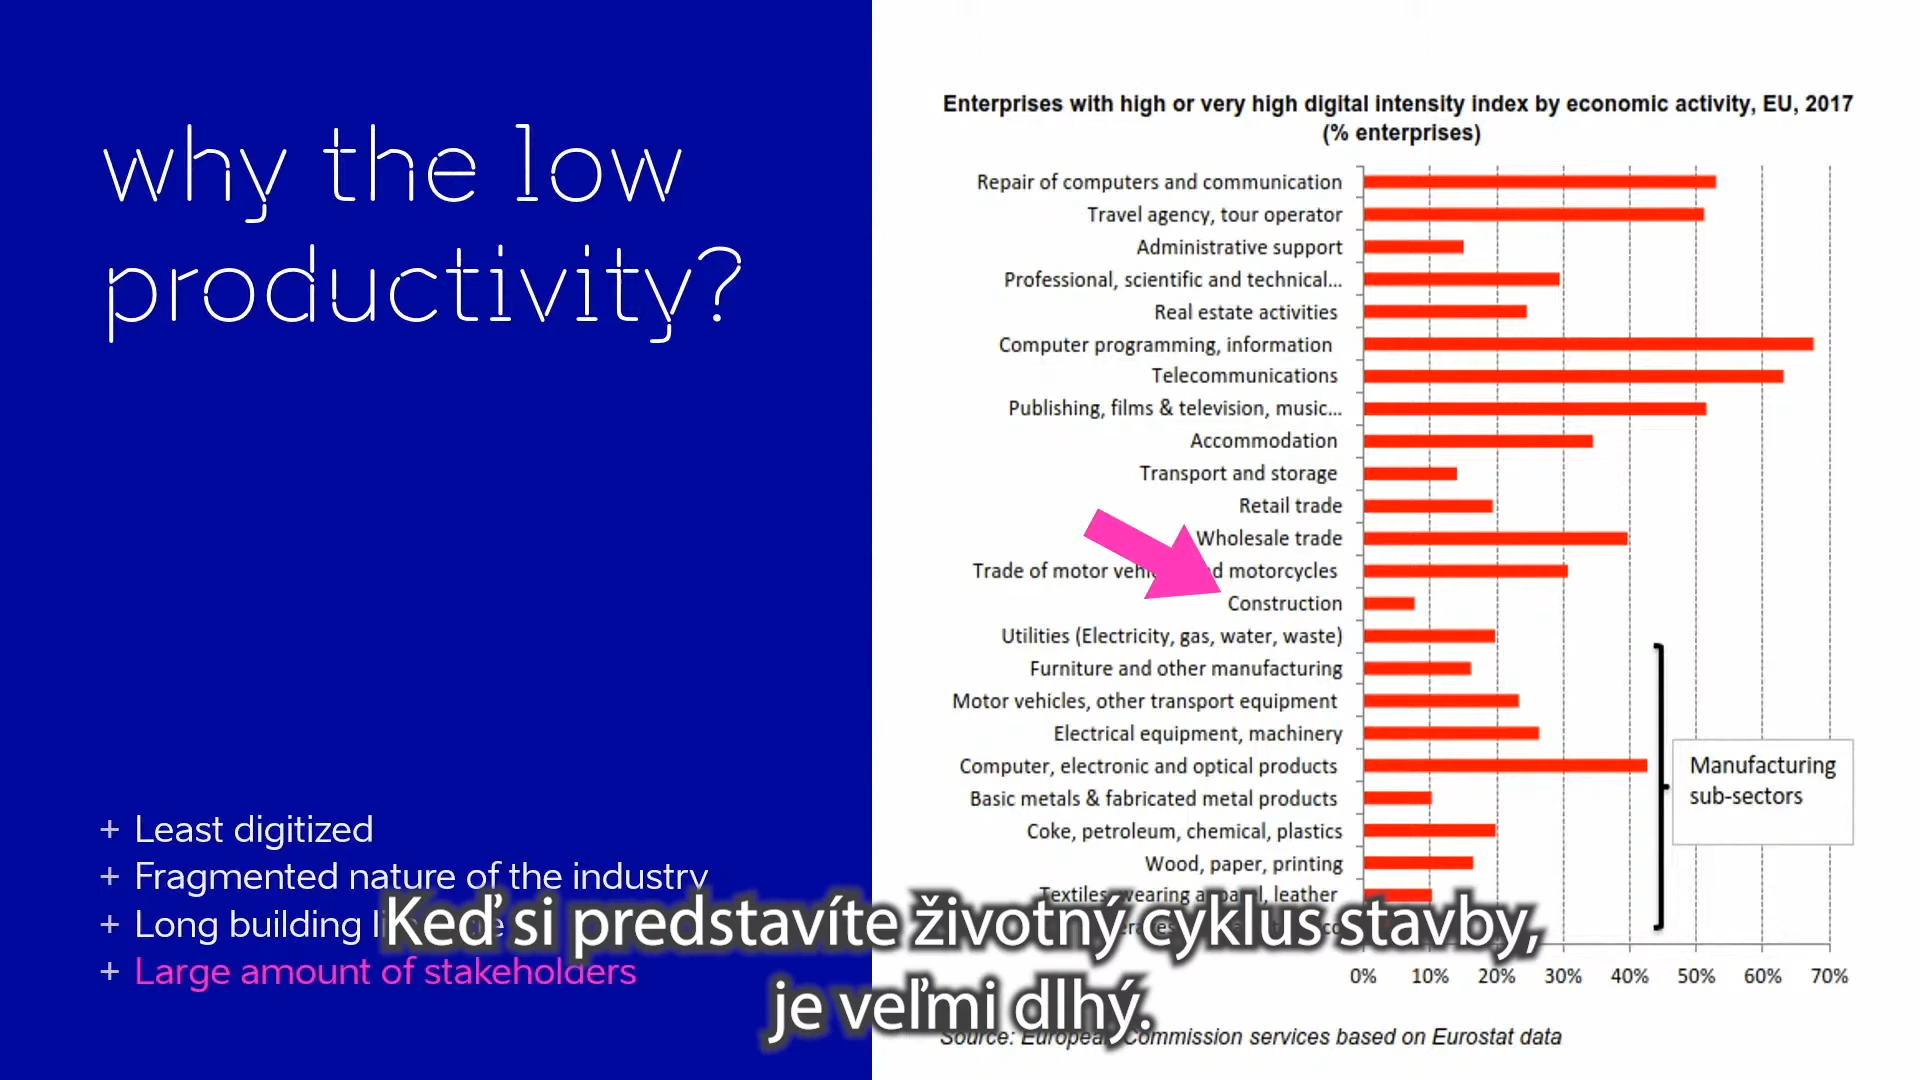 why the low
productivity?
+ Least digitized
+ Fragmented nature of the industry
+ Long building
+ Large amount of stakeholders
Enterprises with high or very high digital intensity index by economic activity, EU, 2017
(% enterprises)
Repair of computers and communication
Travel agency, tour operator
Administrative support
Professional, scientific and technical...
Real estate activities
Computer programming, information
Telecommunications
Publishing, films & television, music...
Accommodation
Transport and storage
Retail trade
Wholesale trade
Trade of motor motorcycles
Construction
Utilities (Electricity, gas, water, waste)
Furniture and other manufacturing
Motor vehicles, other transport equipment
Electrical equipment, machinery
Computer, electronic and optical products
Basic metals & fabricated metal products
Coke, petroleum, chemical, plastics
Wood, paper, printing
Textiles, wearing apparel, leather
Manufacturing
sub-sectors
0% 10% 20% 30% 40% 50% 60% 70%
Source: European Commission services based on Eurostat data
Keď si predstavíte životný cyklus stavby,
je veľmi dlhý.